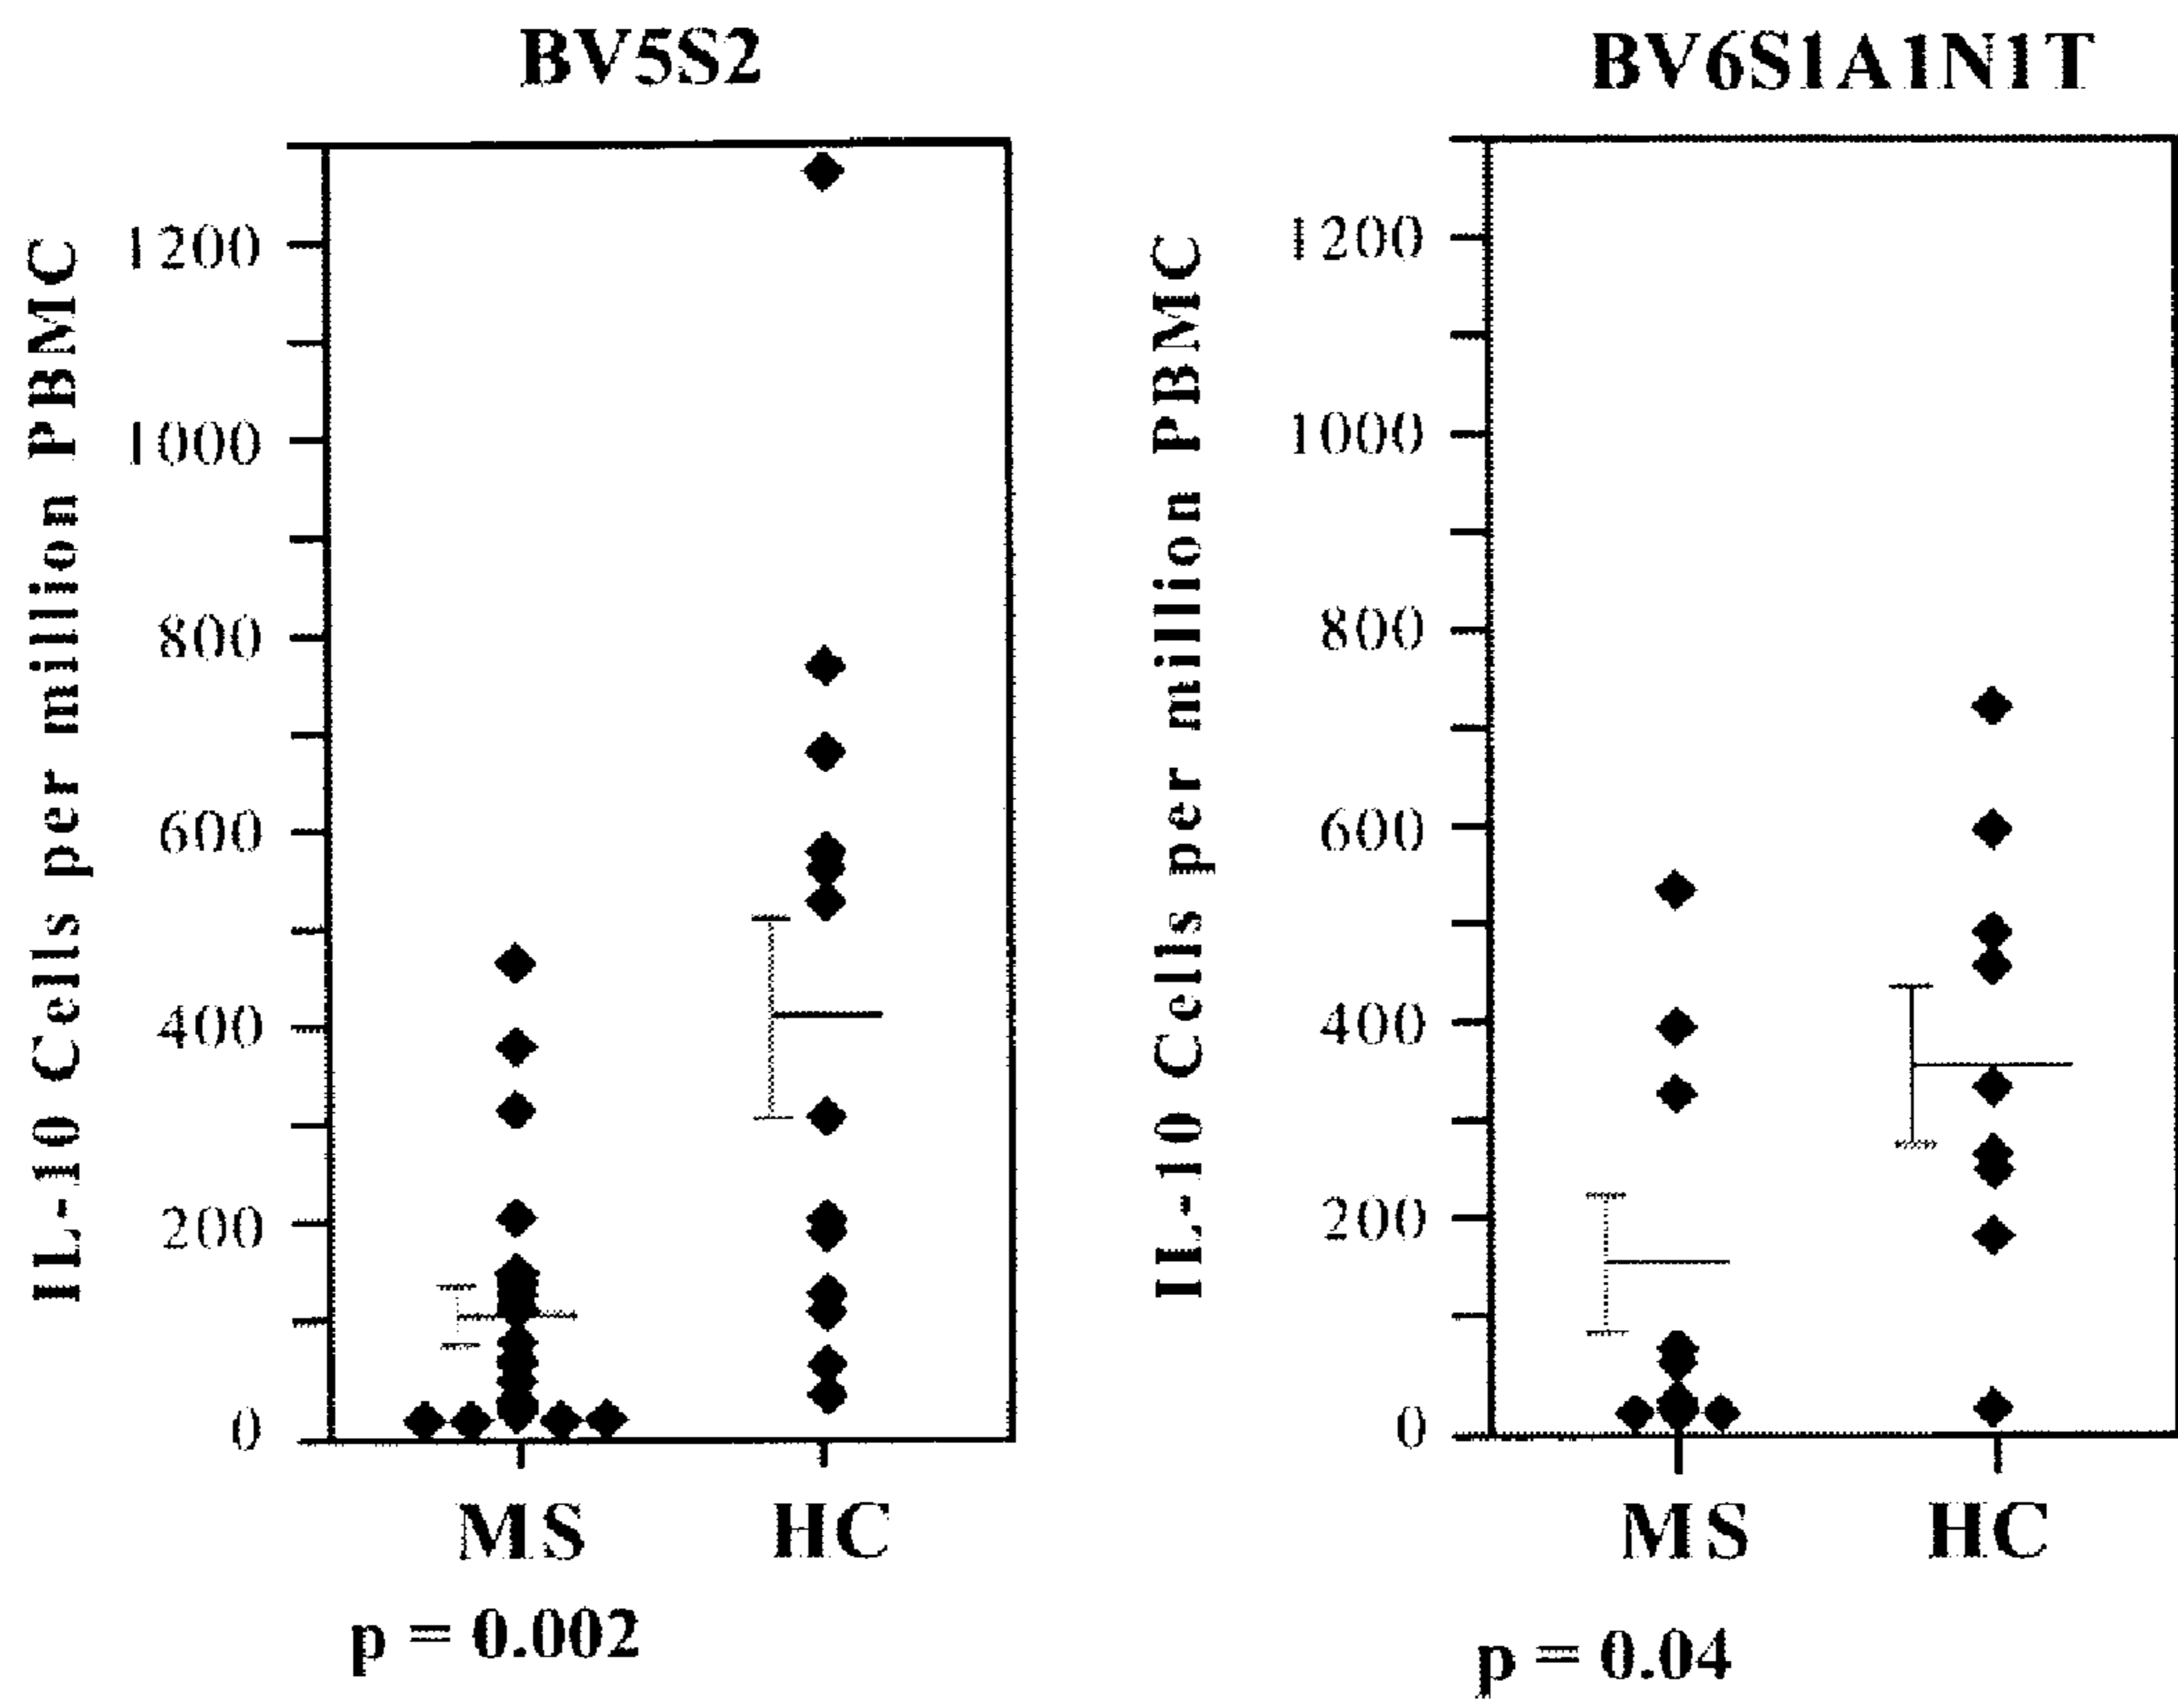 BV5S2
IL-10 Cells per million PBMC
1200
1000
800
600
400
200
0
MS HC
p = 0.002
BV6S1A1N1T
IL-10 Cells per million PBMC
1200
1000
800
600
400
200
0
MS HC
p = 0.04